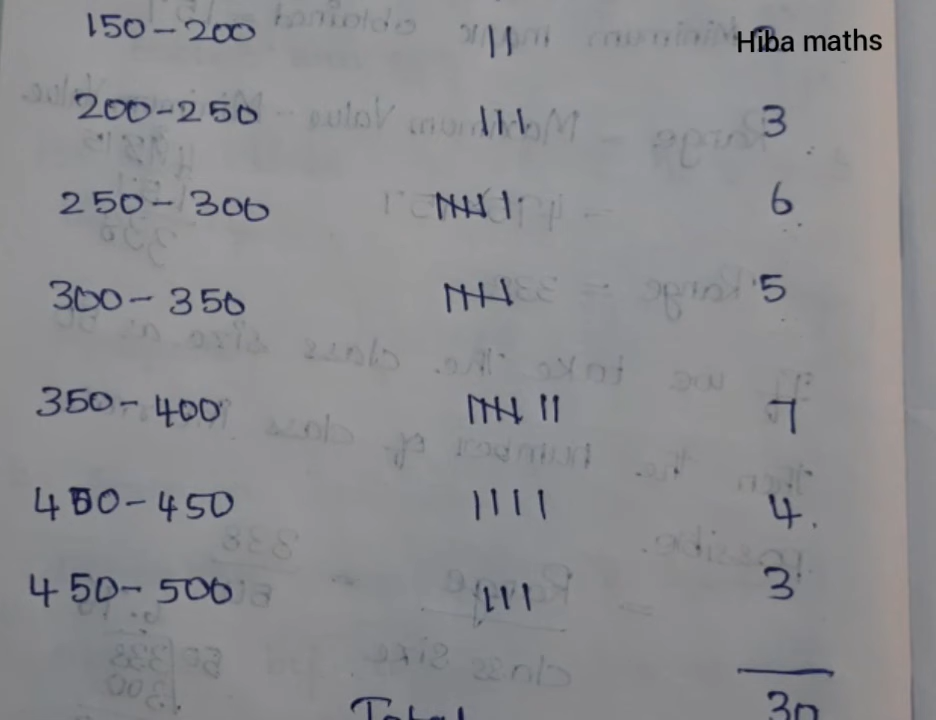 150-200 || Hiba maths
200-250 ||| 3
250-300 𝍸 | 6
300-350 𝍸 5
350-400 𝍸 || 7
400-450 |||| 4.
450-500 ||| 3
Total 30